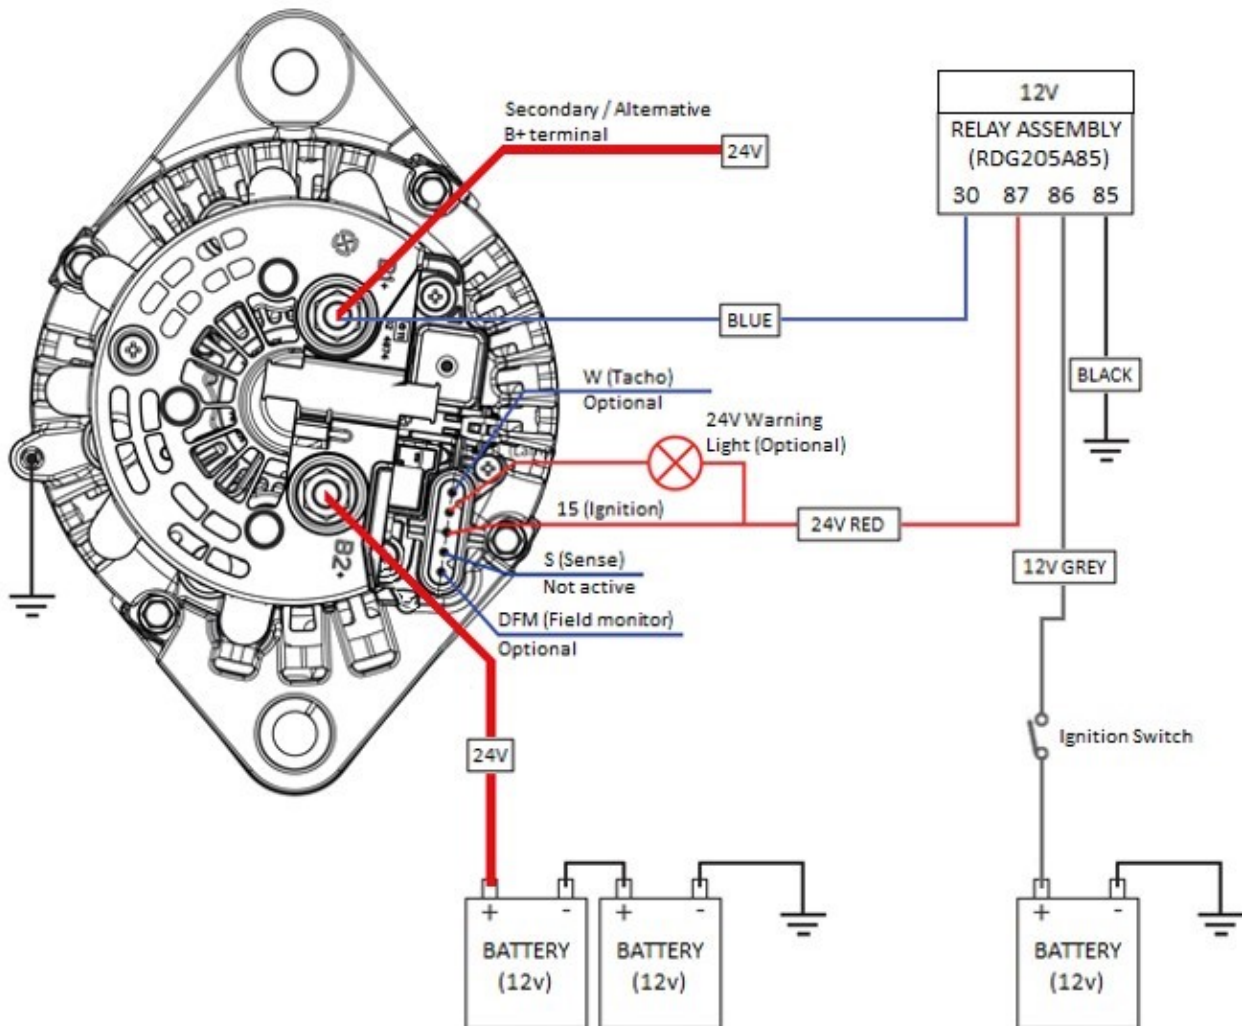 Secondary / Alternative
B+ terminal
24V
12V
RELAY ASSEMBLY
(RDG205A85)
30 87 86 85
B1+
BLUE
BLACK
W (Tacho)
Optional
24V Warning
Light (Optional)
15 (Ignition)
24V RED
S (Sense)
Not active
12V GREY
B2+
DFM (Field monitor)
Optional
24V
Ignition Switch
+ -
BATTERY
(12v)
+ -
BATTERY
(12v)
+ -
BATTERY
(12v)